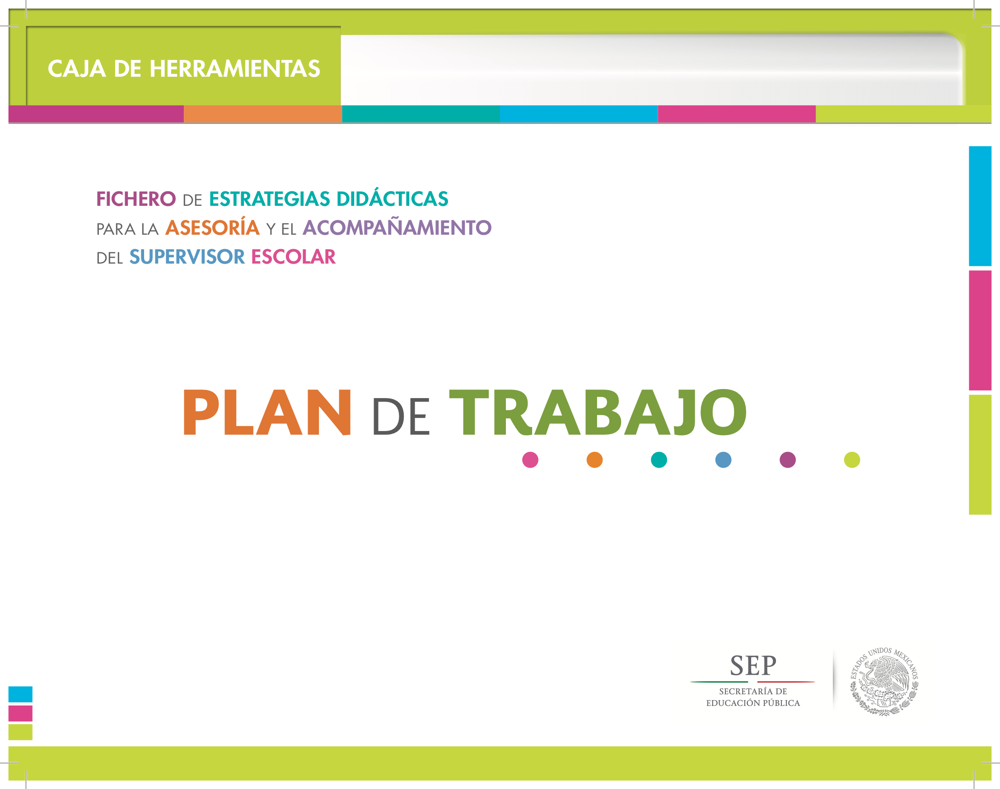 CAJA DE HERRAMIENTAS
FICHERO DE ESTRATEGIAS DIDÁCTICAS
PARA LA ASESORÍA Y EL ACOMPAÑAMIENTO
DEL SUPERVISOR ESCOLAR
PLAN DE TRABAJO
SEP
SECRETARÍA DE
EDUCACIÓN PÚBLICA
ESTADOS UNIDOS MEXICANOS